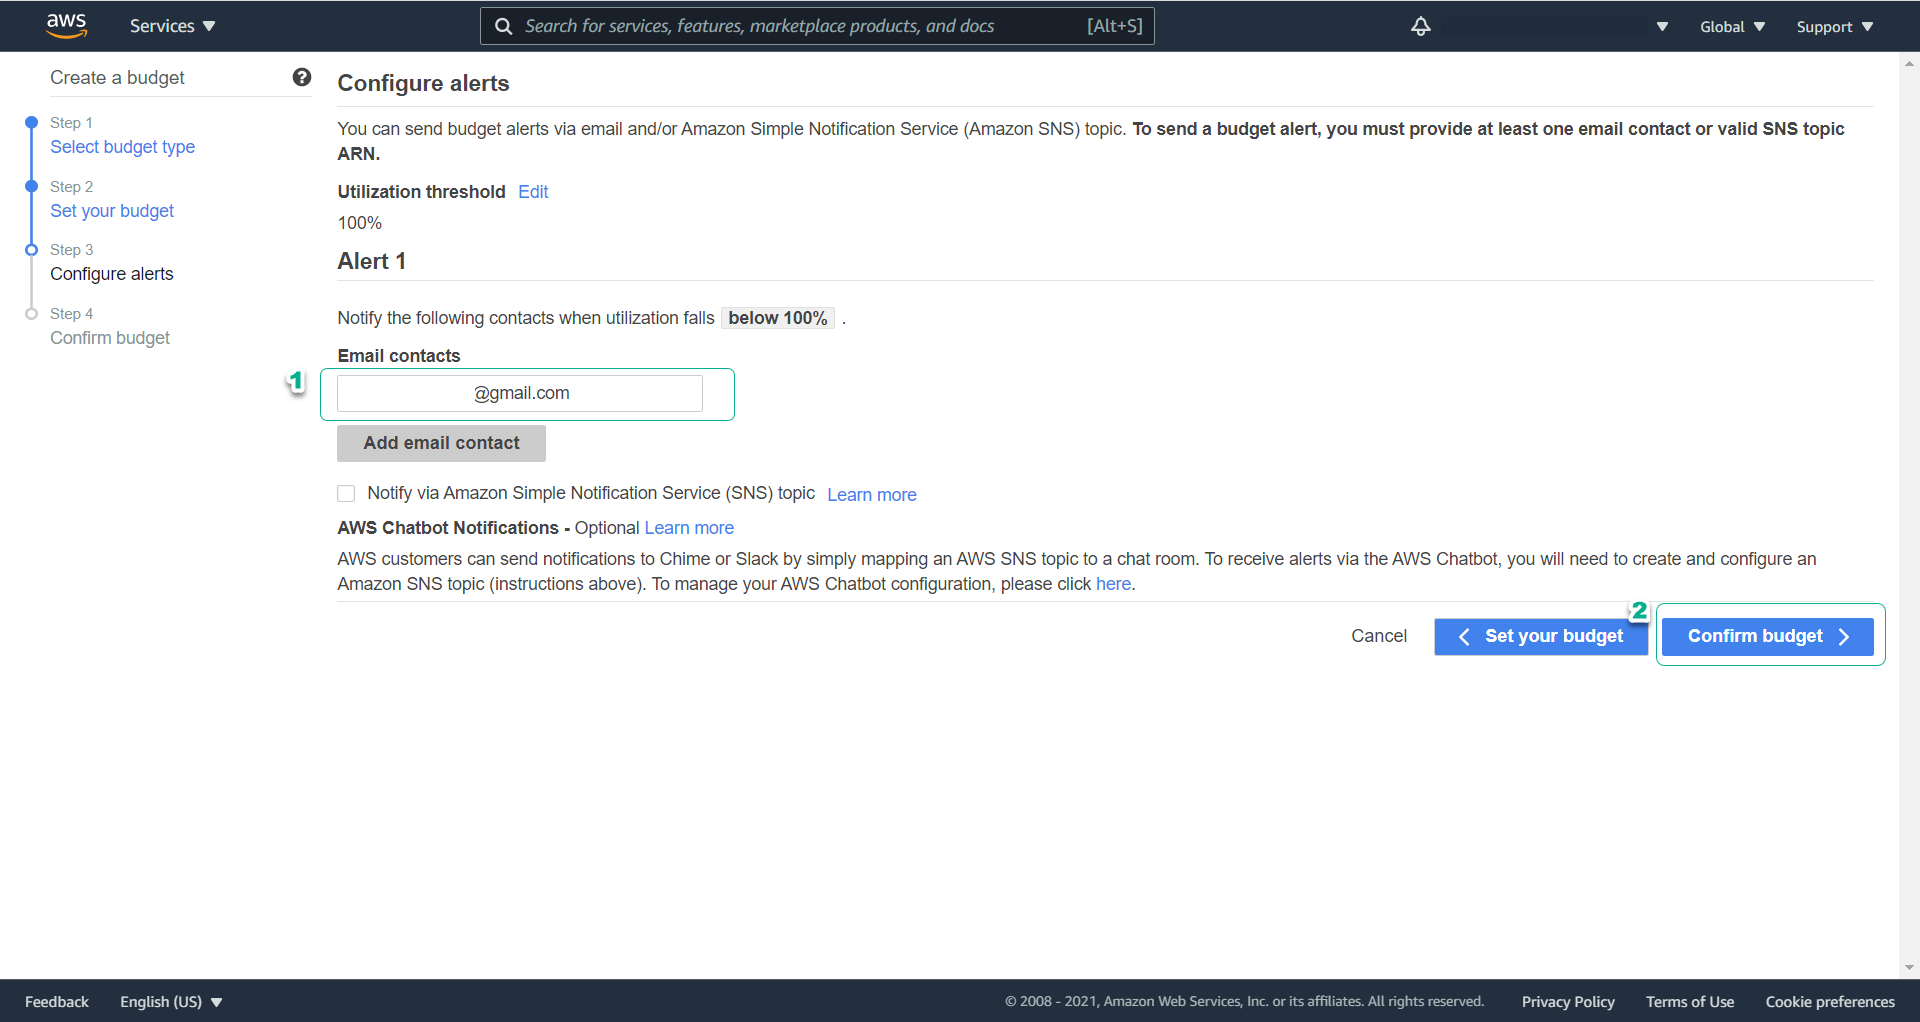 aws
Services
Search for services, features, marketplace products, and docs [Alt+S]
Global
Support
Create a budget
Step 1
Select budget type
Step 2
Set your budget
Step 3
Configure alerts
Step 4
Confirm budget
Configure alerts
You can send budget alerts via email and/or Amazon Simple Notification Service (Amazon SNS) topic. To send a budget alert, you must provide at least one email contact or valid SNS topic
ARN.
Utilization threshold Edit
100%
Alert 1
Notify the following contacts when utilization falls below 100% .
Email contacts
1
@gmail.com
Add email contact
Notify via Amazon Simple Notification Service (SNS) topic Learn more
AWS Chatbot Notifications - Optional Learn more
AWS customers can send notifications to Chime or Slack by simply mapping an AWS SNS topic to a chat room. To receive alerts via the AWS Chatbot, you will need to create and configure an
Amazon SNS topic (instructions above). To manage your AWS Chatbot configuration, please click here.
2
Cancel
Set your budget
Confirm budget
Feedback
English (US)
© 2008 - 2021, Amazon Web Services, Inc. or its affiliates. All rights reserved.
Privacy Policy
Terms of Use
Cookie preferences